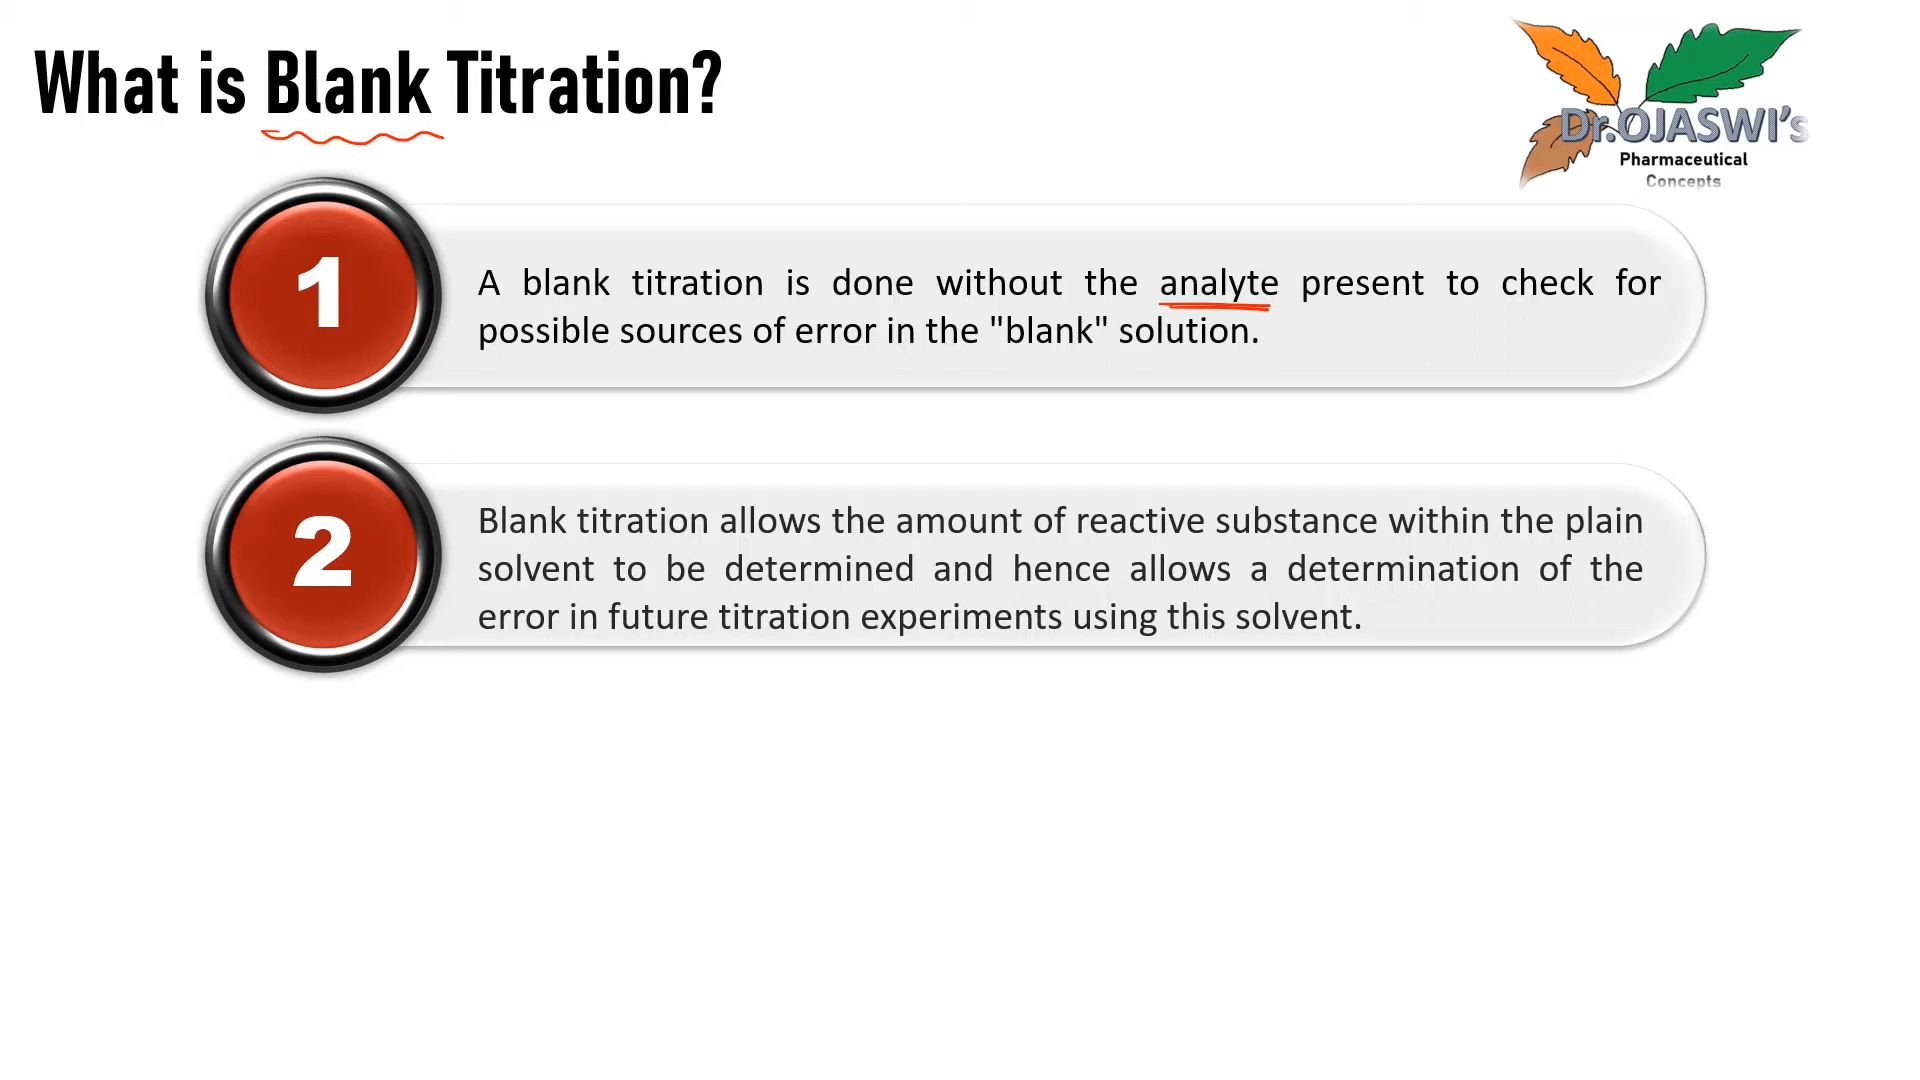 What is Blank Titration?
Dr.OJASWI's
Pharmaceutical
Concepts
1
A blank titration is done without the analyte present to check for
possible sources of error in the "blank" solution.
2
Blank titration allows the amount of reactive substance within the plain
solvent to be determined and hence allows a determination of the
error in future titration experiments using this solvent.